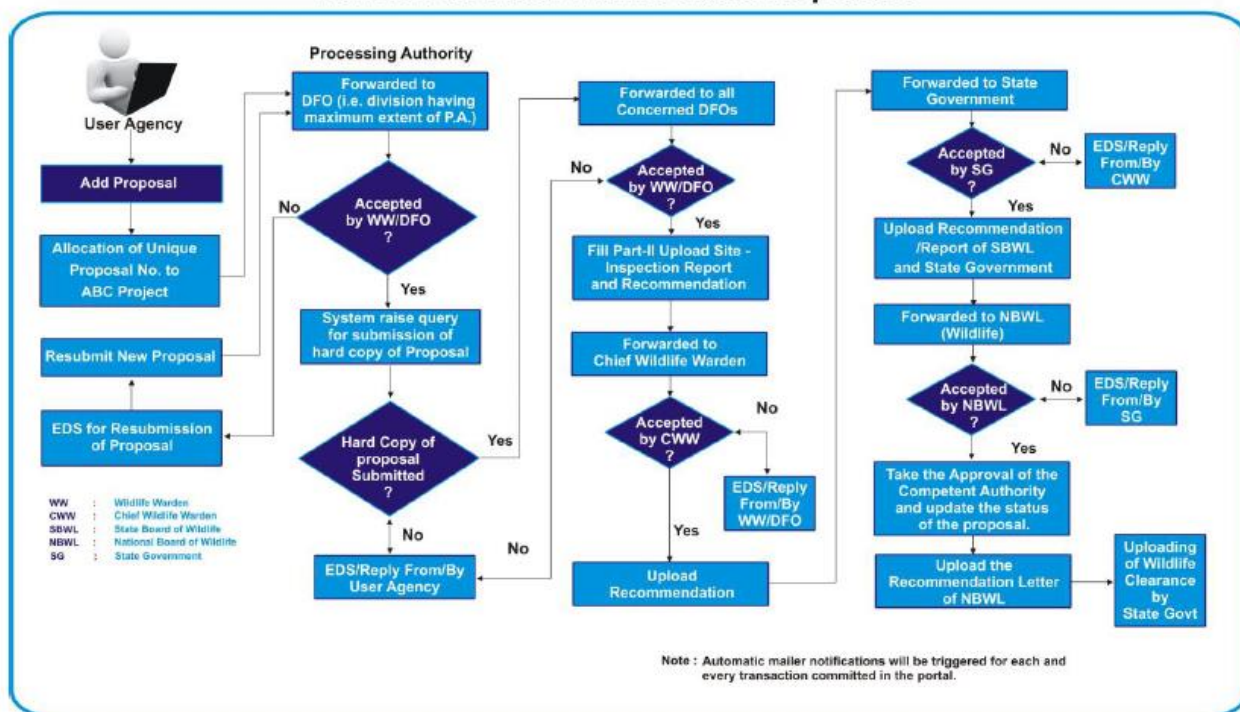 User Agency
Add Proposal
Allocation of Unique
Proposal No. to
ABC Project
Resubmit New Proposal
EDS for Resubmission
of Proposal
WW : Wildlife Warden
CWW : Chief Wildlife Warden
SBWL : State Board of Wildlife
NBWL : National Board of Wildlife
SG : State Government
Processing Authority
Forwarded to
DFO (i.e. division having
maximum extent of P.A.)
No
Accepted
by WW/DFO
?
Yes
System raise query
for submission of
hard copy of Proposal
Hard Copy of
proposal
Submitted
?
Yes
No
EDS/Reply From/By
User Agency
No
Forwarded to all
Concerned DFOs
No
Accepted
by WW/DFO
?
Yes
Fill Part-II Upload Site -
Inspection Report
and Recommendation
Forwarded to
Chief Wildlife Warden
No
Accepted
by CWW
?
EDS/Reply
From/By
WW/DFO
Yes
Upload
Recommendation
Forwarded to State
Government
Accepted
by SG
?
No
EDS/Reply
From/By
CWW
Yes
Upload Recommendation
/Report of SBWL
and State Government
Forwarded to NBWL
(Wildlife)
Accepted
by NBWL
?
No
EDS/Reply
From/By
SG
Yes
Take the Approval of the
Competent Authority
and update the status
of the proposal.
Upload the
Recommendation Letter
of NBWL
Uploading
of Wildlife
Clearance
by
State Govt
Note : Automatic mailer notifications will be triggered for each and
every transaction committed in the portal.